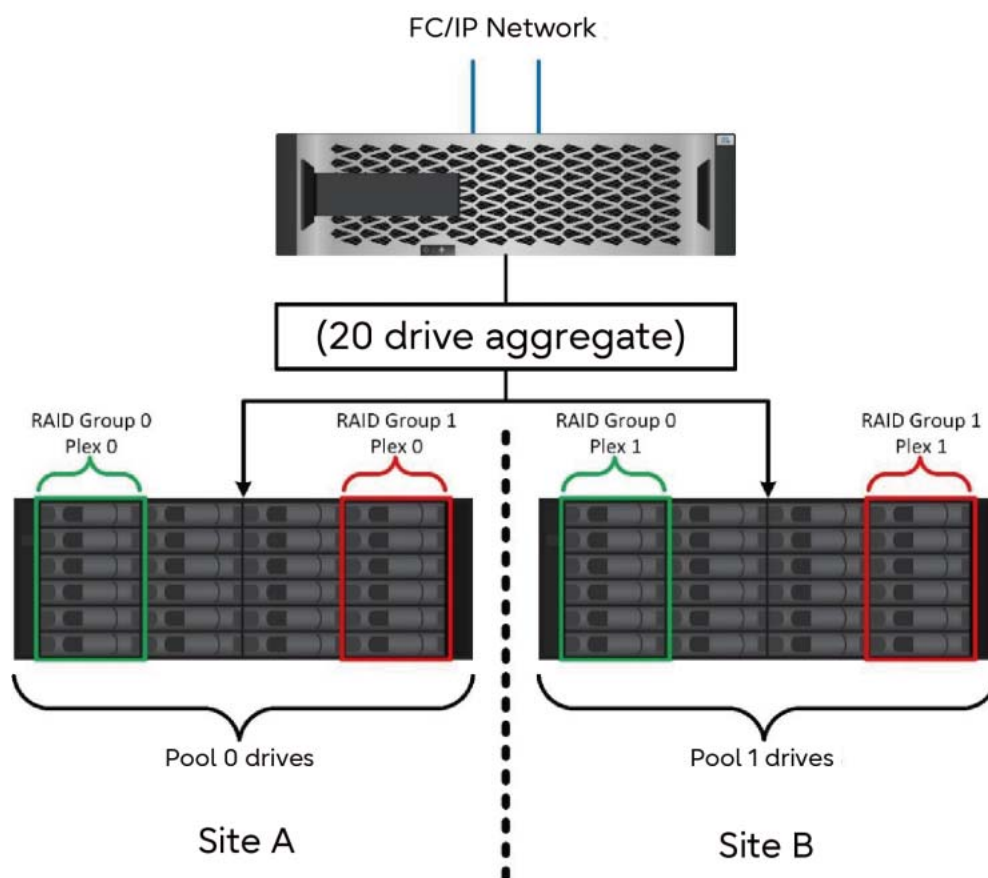 FC/IP Network
(20 drive aggregate)
RAID Group 0
Plex 0
RAID Group 1
Plex 0
RAID Group 0
Plex 1
RAID Group 1
Plex 1
Pool 0 drives
Pool 1 drives
Site A
Site B